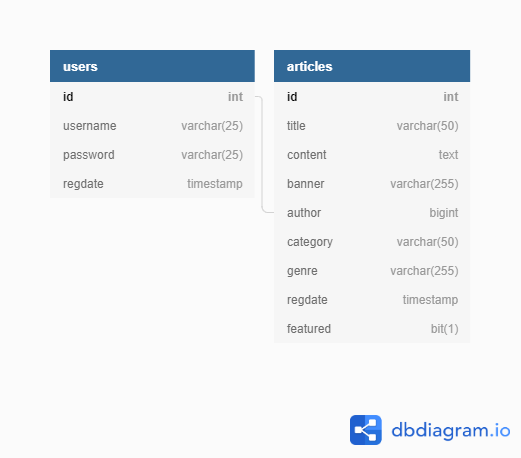 users
id int
username varchar(25)
password varchar(25)
regdate timestamp
articles
id int
title varchar(50)
content text
banner varchar(255)
author bigint
category varchar(50)
genre varchar(255)
regdate timestamp
featured bit(1)
dbdiagram.io